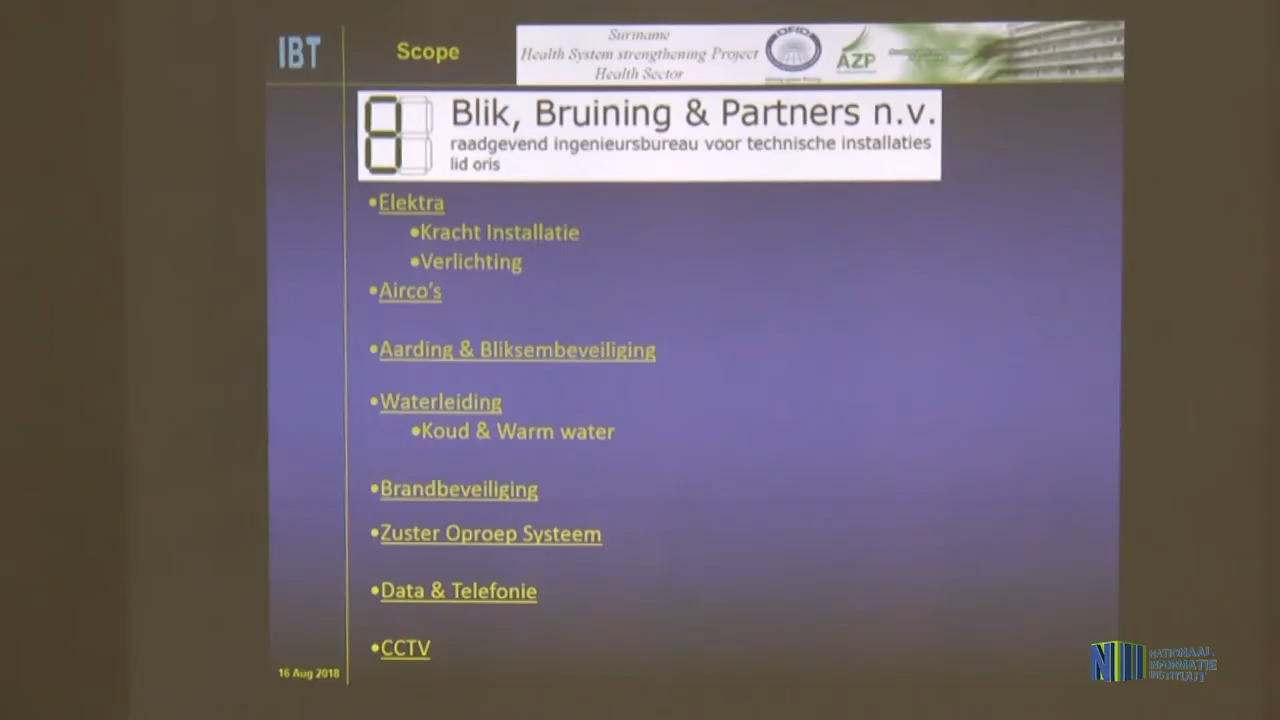 IBT
Scope
Suriname
Health System strengthening Project
Health Sector
OFID
AZP
Blik, Bruining & Partners n.v.
raadgevend ingenieursbureau voor technische installaties
lid oris
•Elektra
•Kracht Installatie
•Verlichting
•Airco's
•Aarding & Bliksembeveiliging
•Waterleiding
•Koud & Warm water
•Brandbeveiliging
•Zuster Oproep Systeem
•Data & Telefonie
•CCTV
16 Aug 2018
NATIONAAL
INFORMATIE
INSTITUUT